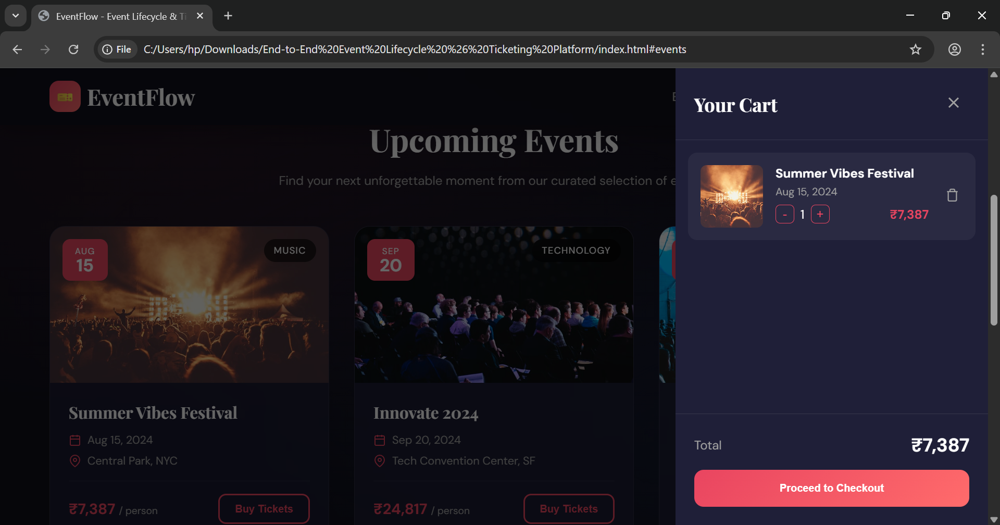 EventFlow - Event Lifecycle & Ti
File
C:/Users/hp/Downloads/End-to-End%20Event%20Lifecycle%20%26%20Ticketing%20Platform/index.html#events
EventFlow
Upcoming Events
Find your next unforgettable moment from our curated selection of e
AUG
15
MUSIC
Summer Vibes Festival
Aug 15, 2024
Central Park, NYC
₹7,387 / person
Buy Tickets
SEP
20
TECHNOLOGY
Innovate 2024
Sep 20, 2024
Tech Convention Center, SF
₹24,817 / person
Buy Tickets
Your Cart
Summer Vibes Festival
Aug 15, 2024
- 1 +
₹7,387
Total
₹7,387
Proceed to Checkout